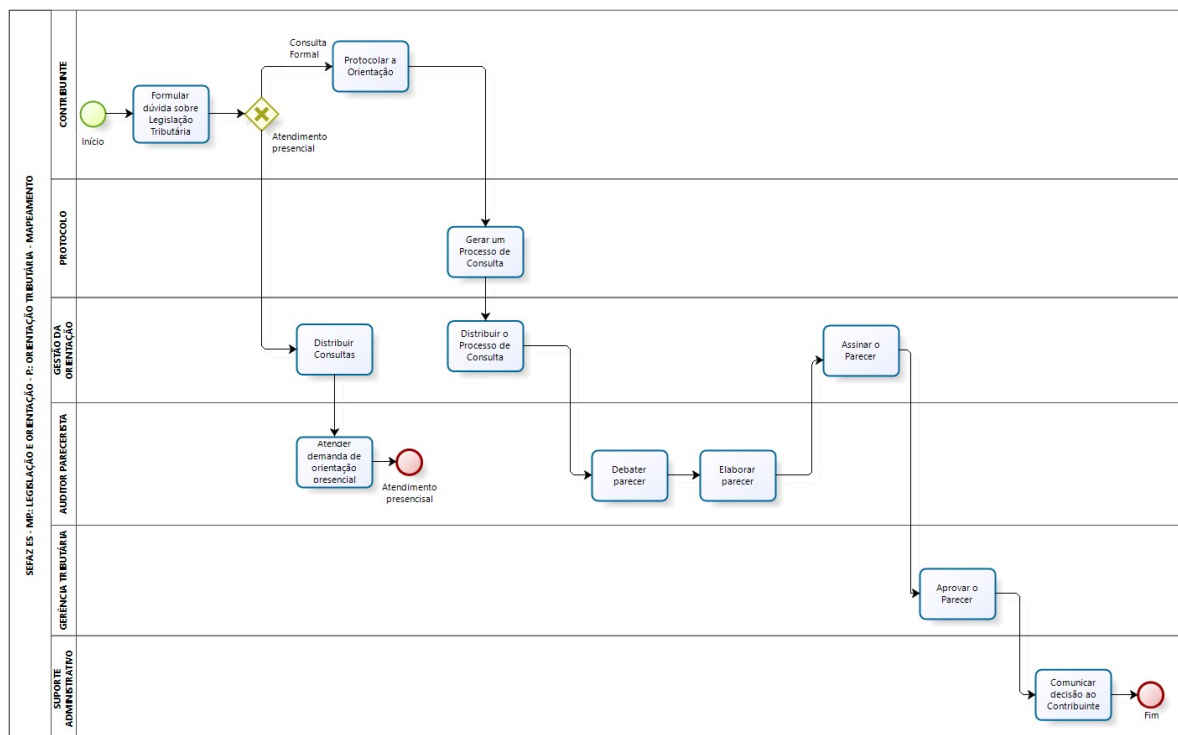 SEFAZ ES - MP.: LEGISLAÇÃO E ORIENTAÇÃO - P.: ORIENTAÇÃO TRIBUTÁRIA - MAPEAMENTO
CONTRIBUINTE
Início
Formular
dúvida sobre
Legislação
Tributária
Consulta
Formal
Atendimento
presencial
Protocolar a
Orientação
PROTOCOLO
Gerar um
Processo de
Consulta
GESTÃO DA
ORIENTAÇÃO
Distribuir
Consultas
Distribuir o
Processo de
Consulta
Assinar o
Parecer
AUDITOR PARECERISTA
Atender
demanda de
orientação
presencial
Atendimento
presencisal
Debater
parecer
Elaborar
parecer
GERÊNCIA TRIBUTÁRIA
Aprovar o
Parecer
SUPORTE
ADMINISTRATIVO
Comunicar
decisão ao
Contribuinte
Fim